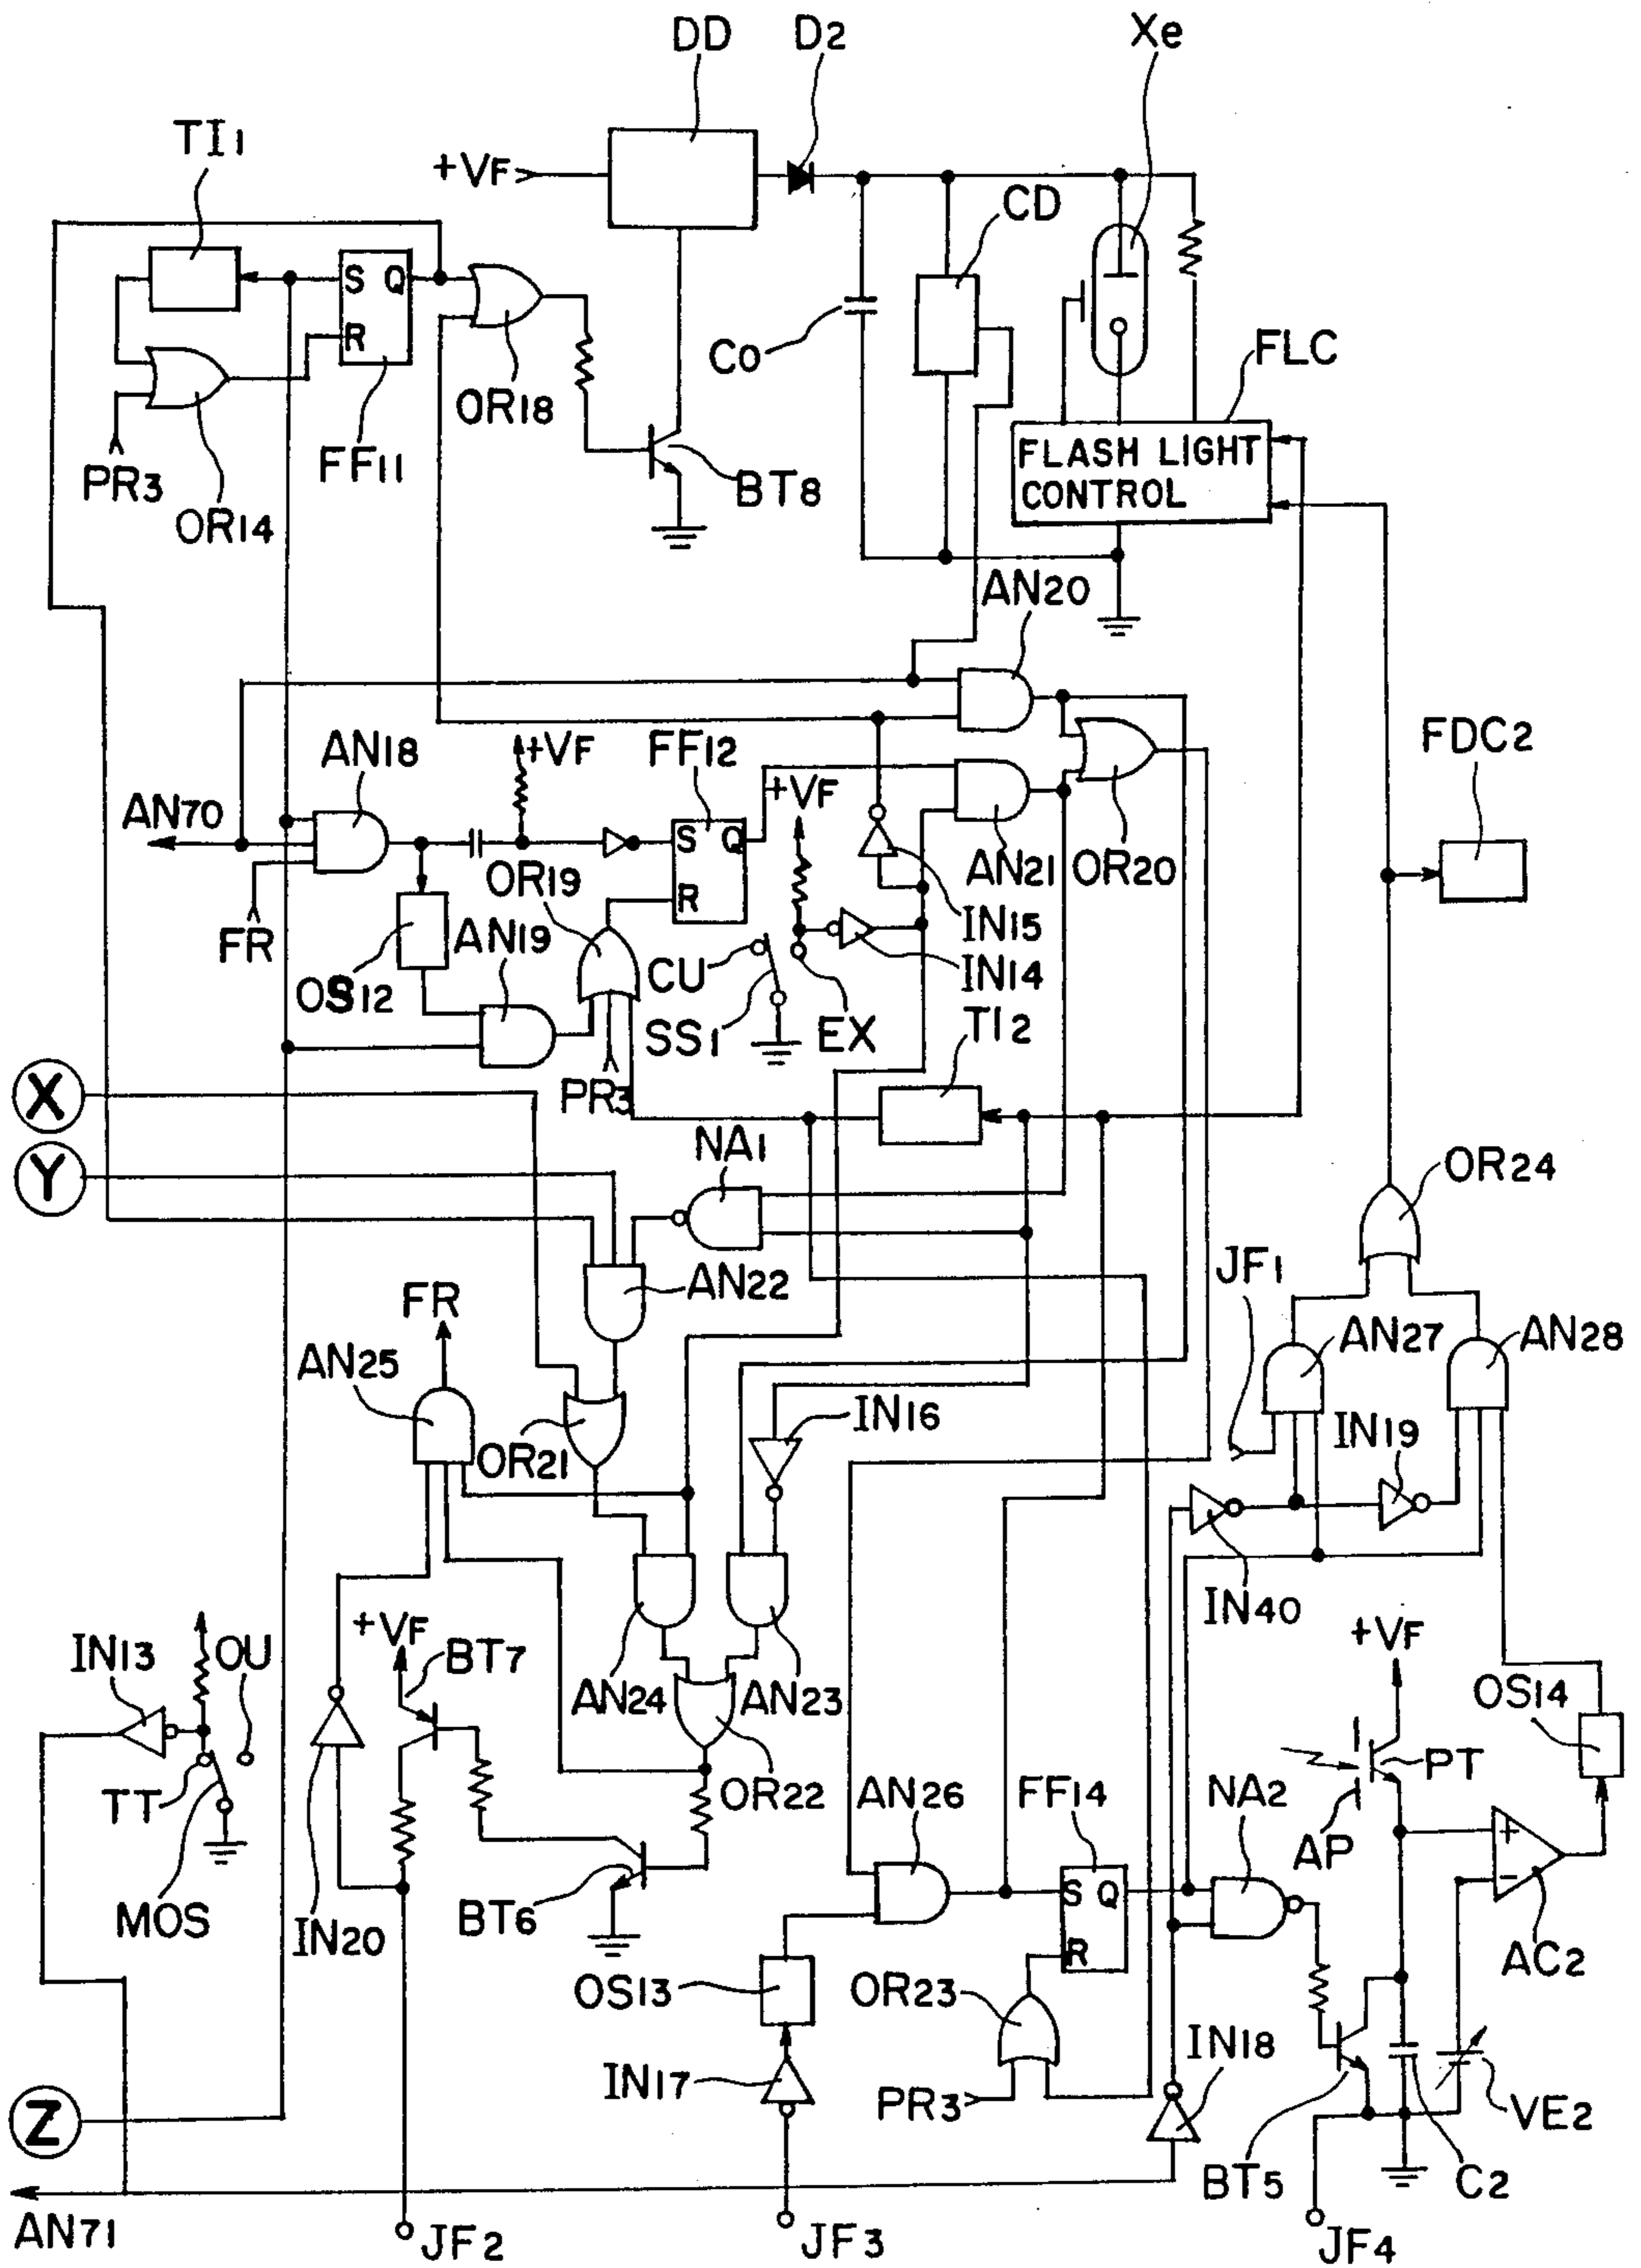 DD
D2
Xe
TI1
+VF
CD
S Q
R
C0
FLC
OR18
FF11
PR3
OR14
BT8
FLASH LIGHT
CONTROL
AN20
AN18
+VF
FF12
+VF
FDC2
AN70
S Q
R
OR19
AN21
OR20
FR
AN19
IN15
OS12
CU
IN14
SS1
EX
TI2
X
PR3
NA1
Y
OR24
JF1
AN22
FR
AN27
AN28
AN25
IN16
OR21
IN19
IN40
+VF
+VF
IN13
OU
BT7
AN24
AN23
OS14
TT
OR22
AN26
FF14
NA2
PT
AP
MOS
IN20
BT6
S Q
R
AC2
OS13
OR23
IN17
IN18
PR3
Z
VE2
BT5
C2
AN71
JF2
JF3
JF4